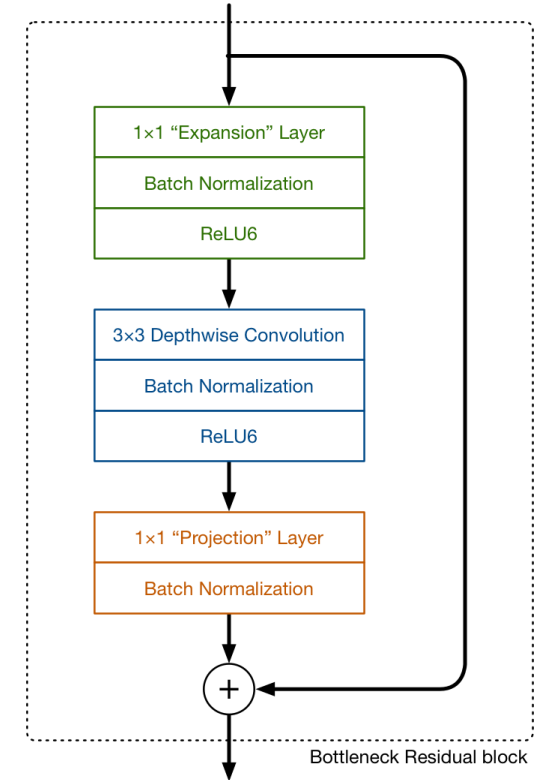 1×1 “Expansion” Layer
Batch Normalization
ReLU6
3×3 Depthwise Convolution
Batch Normalization
ReLU6
1×1 “Projection” Layer
Batch Normalization
+
Bottleneck Residual block